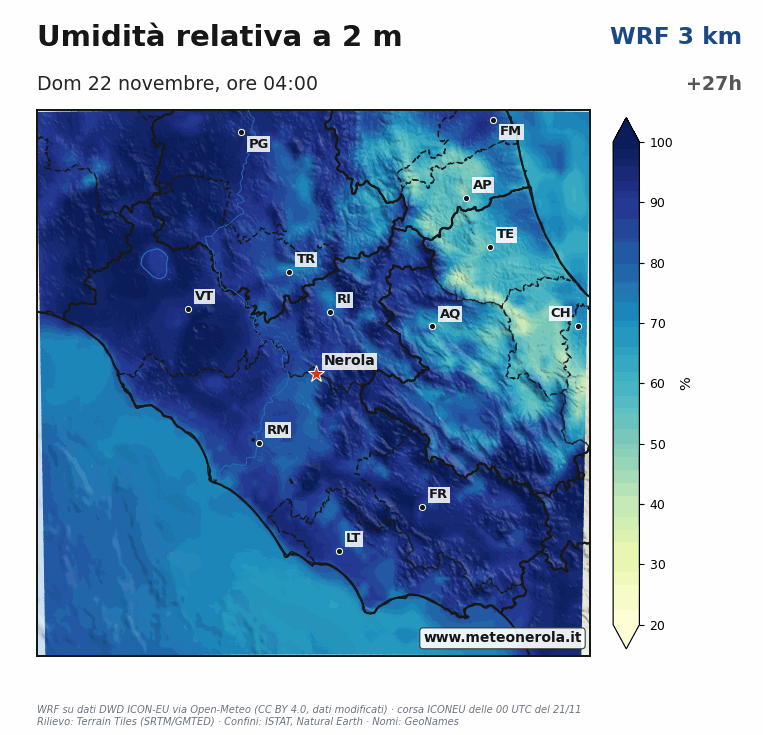 Umidità relativa a 2 m
WRF 3 km
Dom 22 novembre, ore 04:00
+27h
FM
PG
AP
TE
TR
VT
RI
AQ
CH
Nerola
RM
FR
LT
www.meteonerola.it
100
90
80
70
60
50
40
30
20
%
WRF su dati DWD ICON-EU via Open-Meteo (CC BY 4.0, dati modificati) · corsa ICONEU delle 00 UTC del 21/11
Rilievo: Terrain Tiles (SRTM/GMTED) · Confini: ISTAT, Natural Earth · Nomi: GeoNames